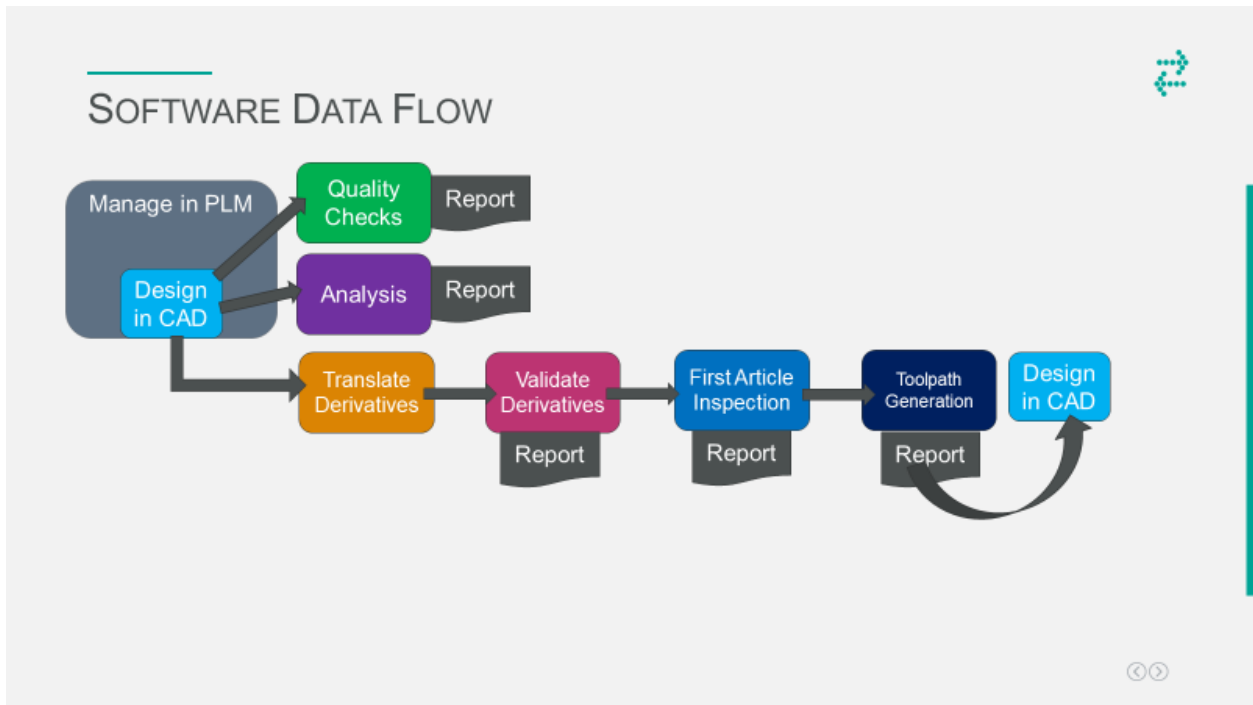 SOFTWARE DATA FLOW
Manage in PLM
Design
in CAD
Quality
Checks
Report
Analysis
Report
Translate
Derivatives
Validate
Derivatives
Report
First Article
Inspection
Report
Toolpath
Generation
Report
Design
in CAD